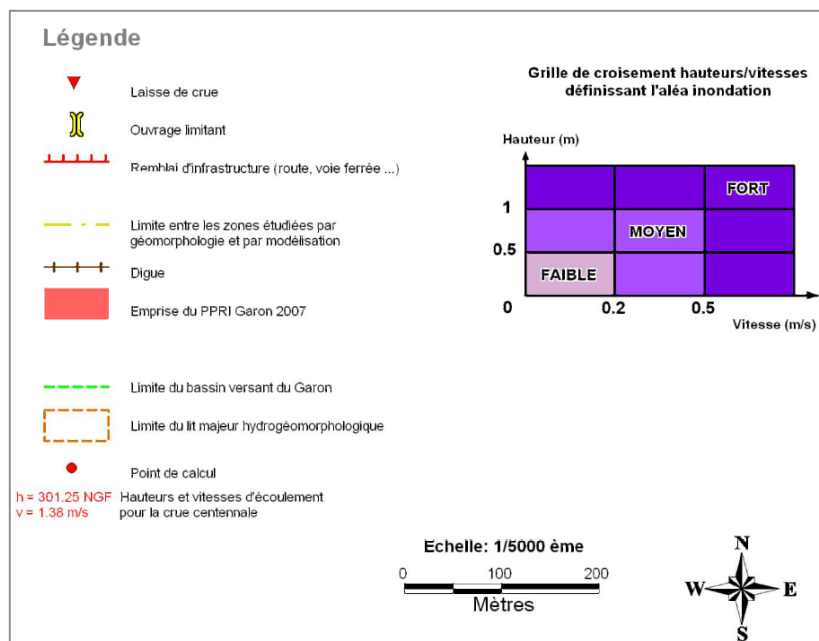 Légende
Laisse de crue
Ouvrage limitant
Remblai d'infrastructure (route, voie ferrée ...)
Limite entre les zones étudiées par
géomorphologie et par modélisation
Digue
Emprise du PPRI Garon 2007
Limite du bassin versant du Garon
Limite du lit majeur hydrogéomorphologique
Point de calcul
h = 301.25 NGF Hauteurs et vitesses d'écoulement
v = 1.38 m/s pour la crue centennale
Grille de croisement hauteurs/vitesses
définissant l'aléa inondation
Hauteur (m)
FORT
1
MOYEN
0.5
FAIBLE
0 0.2 0.5
Vitesse (m/s)
Echelle: 1/5000 ème
0 100 200
Mètres
N
W E
S